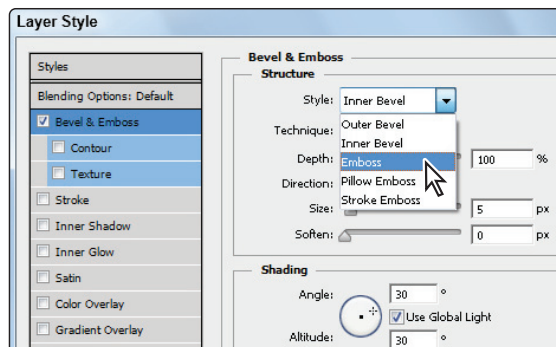 Layer Style
Styles
Blending Options: Default
Bevel & Emboss
Contour
Texture
Stroke
Inner Shadow
Inner Glow
Satin
Color Overlay
Gradient Overlay
Bevel & Emboss
Structure
Style: Inner Bevel
Outer Bevel
Inner Bevel
Emboss
Pillow Emboss
Stroke Emboss
Technique:
Depth: 100 %
Direction:
Size: 5 px
Soften: 0 px
Shading
Angle: 30 °
Use Global Light
Altitude: 30 °